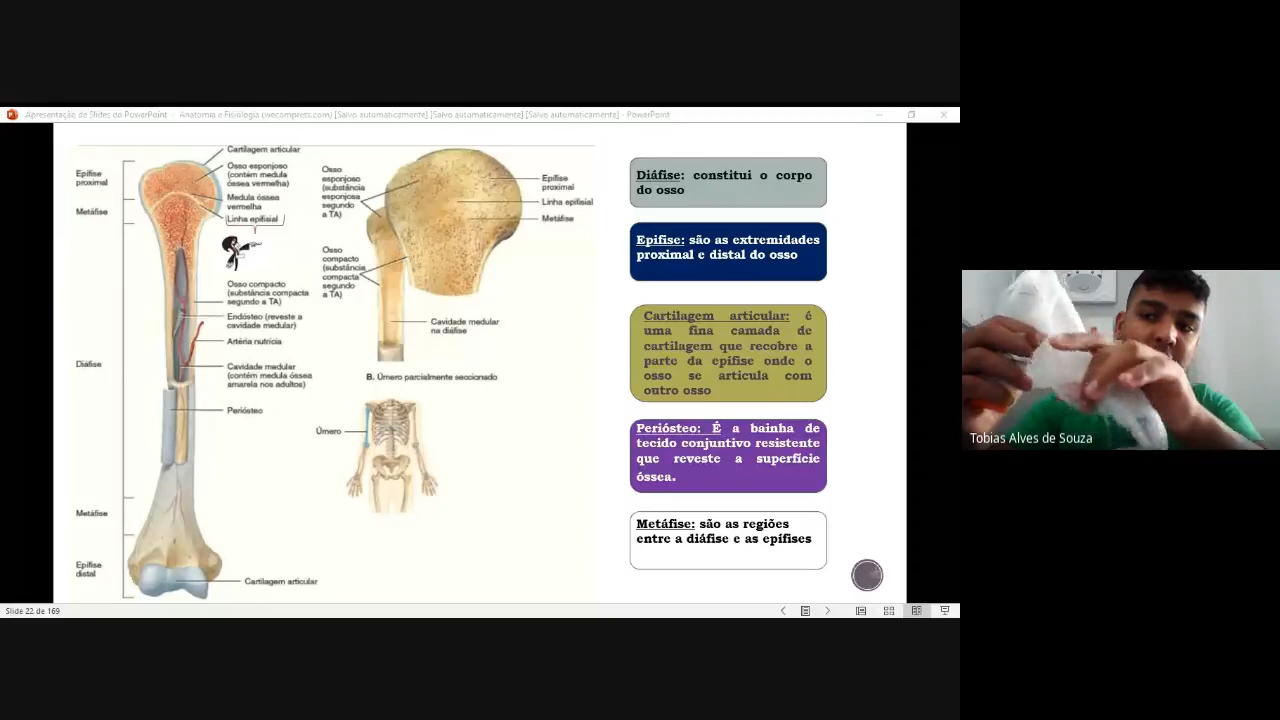 Apresentação de Slides do PowerPoint - Anatomia e Fisiologia (wecompress.com) [Salvo automaticamente] [Salvo automaticamente] [Salvo automaticamente] - PowerPoint
Cartilagem articular
Epífise
proximal
Osso esponjoso
(contém medula
óssea vermelha)
Medula óssea
vermelha
Metáfise
Linha epifisial
Osso compacto
(substância compacta
segundo a TA)
Endósteo (reveste a
cavidade medular)
Artéria nutrícia
Diáfise
Cavidade medular
(contém medula óssea
amarela nos adultos)
Periósteo
Metáfise
Epífise
distal
Cartilagem articular
Osso
esponjoso
(substância
esponjosa
segundo
a TA)
Epífise
proximal
Linha epifisial
Metáfise
Osso
compacto
(substância
compacta
segundo
a TA)
Cavidade medular
na diáfise
B. Úmero parcialmente seccionado
Úmero
Diáfise: constitui o corpo
do osso
Epifise: são as extremidades
proximal e distal do osso
Cartilagem articular: é
uma fina camada de
cartilagem que recobre a
parte da epífise onde o
osso se articula com
outro osso
Periósteo: É a bainha de
tecido conjuntivo resistente
que reveste a superfície
óssea.
Metáfise: são as regiões
entre a diáfise e as epífises
Tobias Alves de Souza
Slide 22 de 169